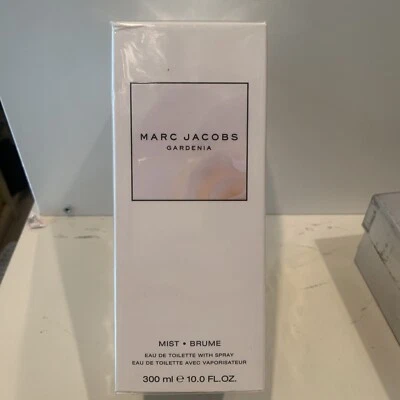 MARC JACOBS
GARDENIA
MIST • BRUME
EAU DE TOILETTE WITH SPRAY
EAU DE TOILETTE AVEC VAPORISATEUR
300 ml ℮ 10.0 FL.OZ.